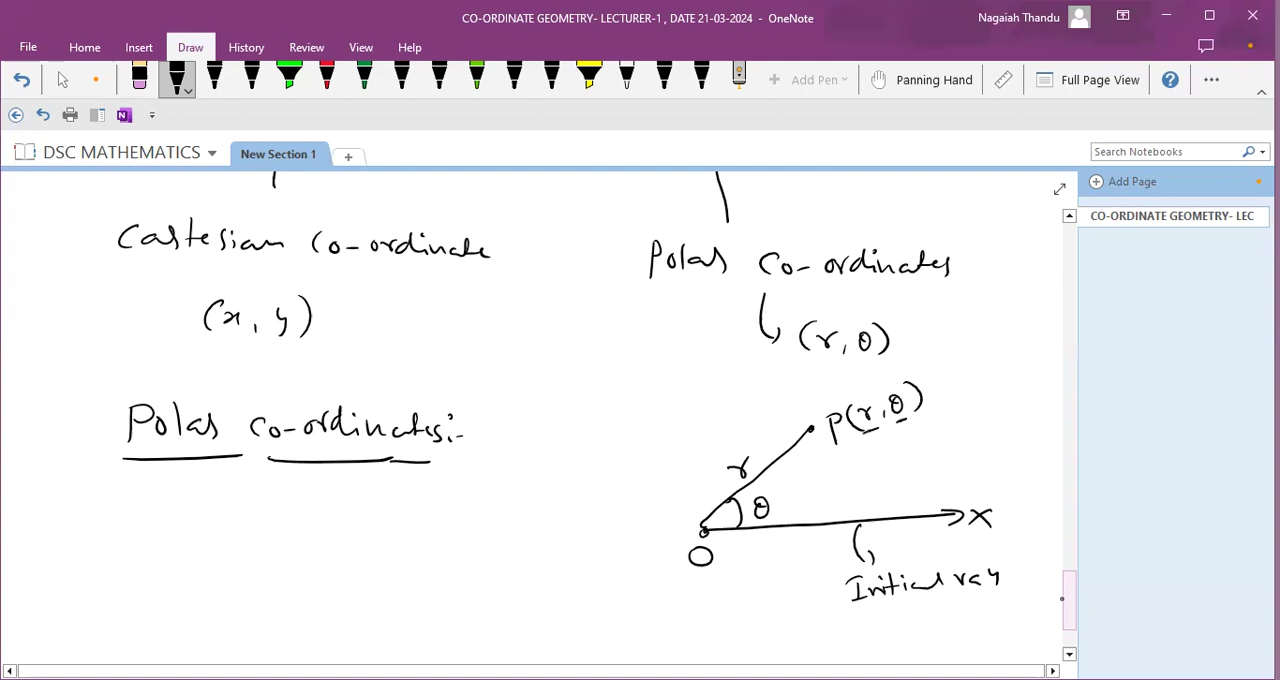 CO-ORDINATE GEOMETRY- LECTURER-1 , DATE 21-03-2024 - OneNote
Nagaiah Thandu
File Home Insert Draw History Review View Help
Add Pen Panning Hand Full Page View
DSC MATHEMATICS New Section 1 Search Notebooks
Add Page
CO-ORDINATE GEOMETRY- LEC
Cartesian Co-ordinate
Polar Co-ordinates
(x, y)
(r, θ)
Polar Co-ordinates:-
P(r, θ)
r
θ
X
O
Initial ray